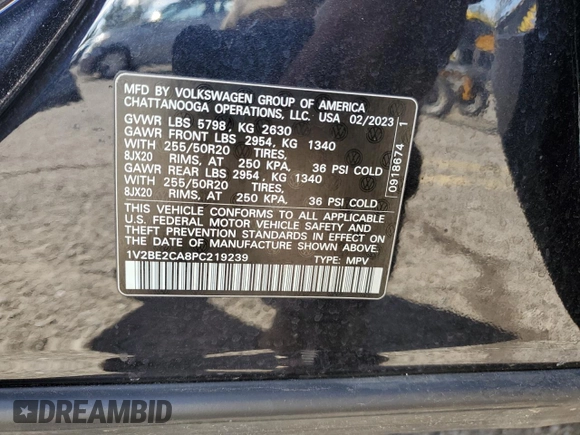 MFD BY VOLKSWAGEN GROUP OF AMERICA
CHATTANOOGA OPERATIONS, LLC. USA 02/2023
GVWR LBS 5798, KG 2630
GAWR FRONT LBS 2954, KG 1340
WITH 255/50R20 TIRES,
8JX20 RIMS, AT 250 KPA. 36 PSI COLD
GAWR REAR LBS 2954, KG 1340
WITH 255/50R20 TIRES,
8JX20 RIMS, AT 250 KPA. 36 PSI COLD
THIS VEHICLE CONFORMS TO ALL APPLICABLE
U.S. FEDERAL MOTOR VEHICLE SAFETY AND
THEFT PREVENTION STANDARDS IN EFFECT ON THE
DATE OF MANUFACTURE SHOWN ABOVE.
1V2BE2CA8PC219239 TYPE: MPV
0918674 1
DREAMBID